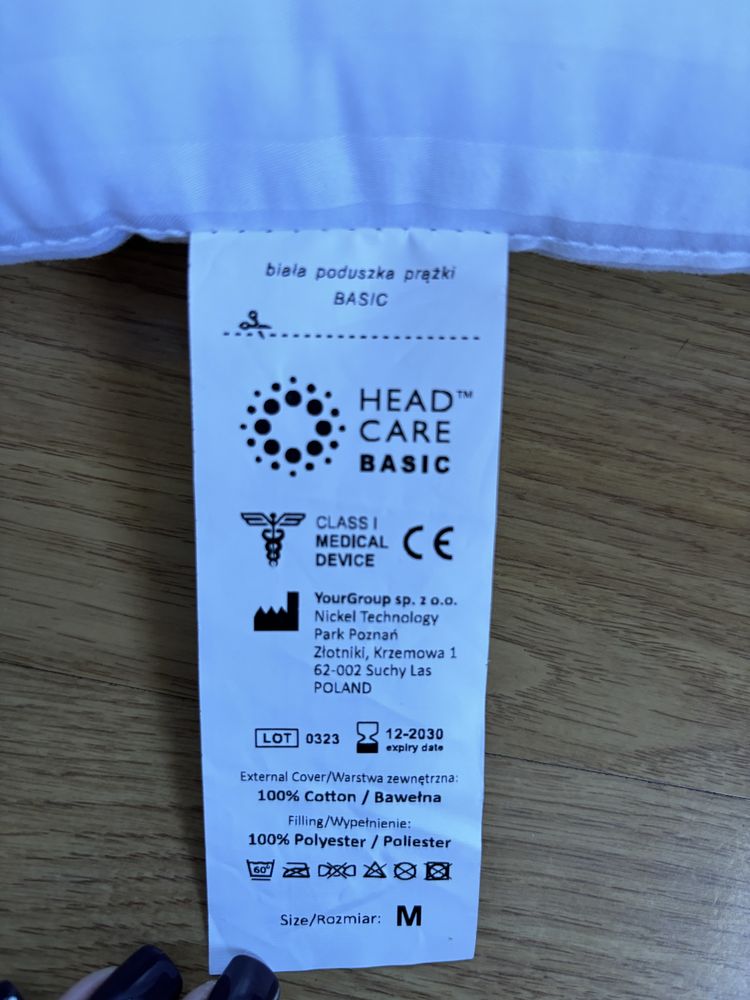 biała poduszka prążki
BASIC
HEAD™
CARE
BASIC
CLASS I
MEDICAL
DEVICE
CE
YourGroup sp. z o.o.
Nickel Technology
Park Poznań
Złotniki, Krzemowa 1
62-002 Suchy Las
POLAND
LOT 0323 12-2030
expiry date
External Cover/Warstwa zewnętrzna:
100% Cotton / Bawełna
Filling/Wypełnienie:
100% Polyester / Poliester
60°
Size/Rozmiar: M